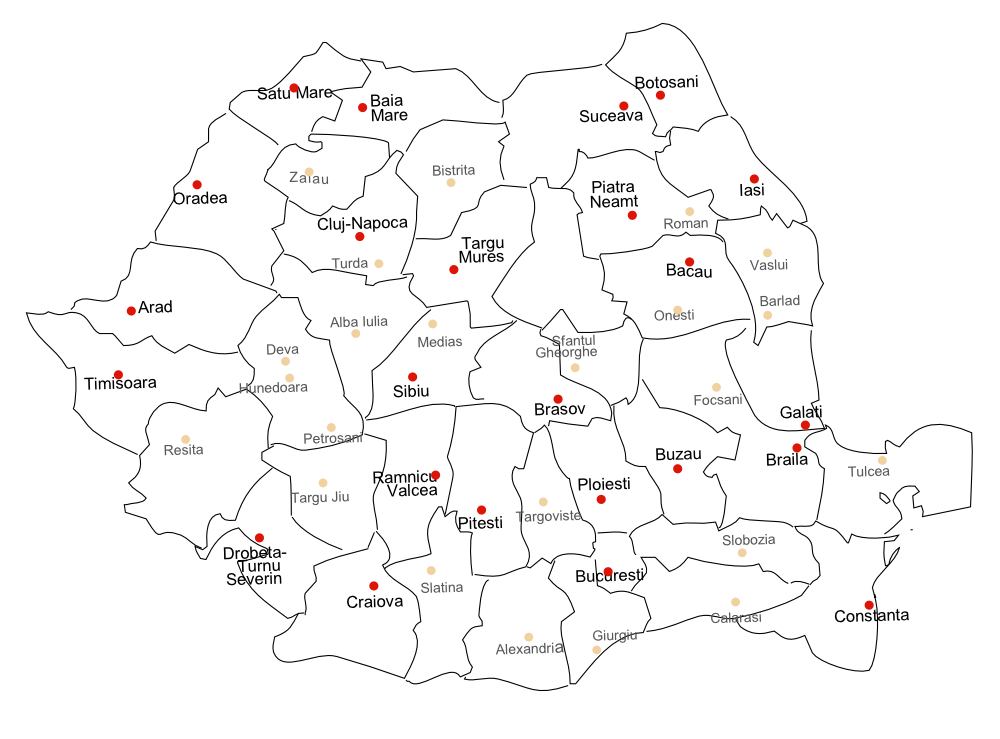 Botosani
Satu Mare
Baia
Mare
Suceava
Bistrita
Zalau
Piatra
Neamt
Iasi
Oradea
Roman
Cluj-Napoca
Targu
Mures
Turda
Bacau
Vaslui
Barlad
Arad
Onesti
Alba Iulia
Medias
Sfantul
Gheorghe
Deva
Timisoara
Hunedoara
Sibiu
Focsani
Brasov
Galati
Petrosani
Resita
Buzau
Braila
Tulcea
Ramnicu
Valcea
Ploiesti
Targu Jiu
Targoviste
Pitesti
Slobozia
Drobeta-
Turnu
Severin
Bucuresti
Slatina
Craiova
Calarasi
Constanta
Giurgiu
Alexandria